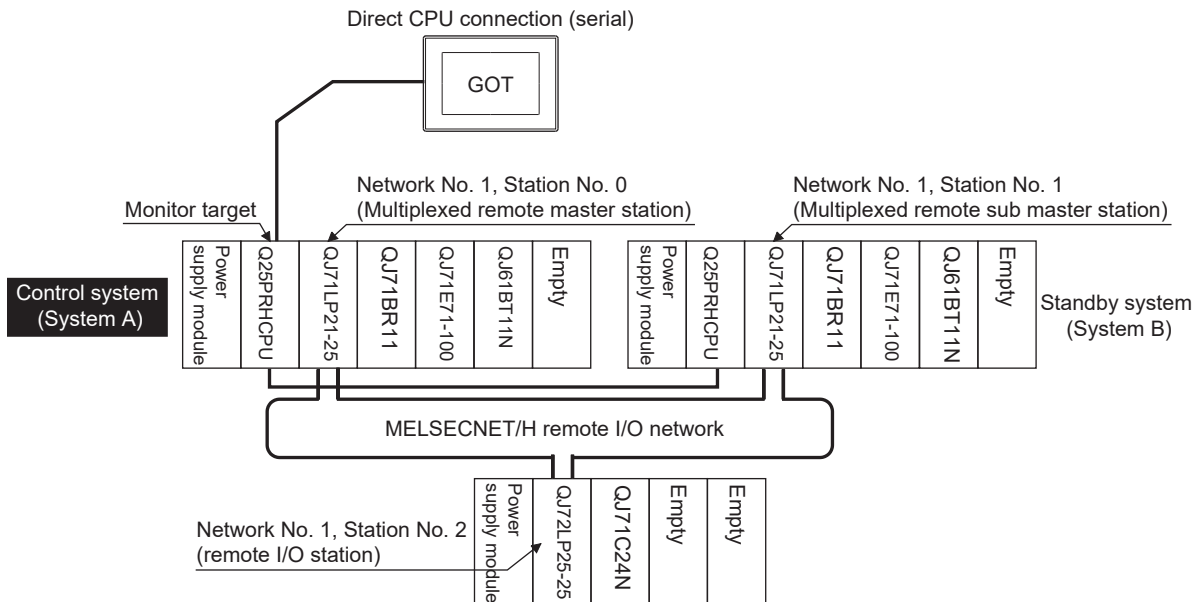 Direct CPU connection (serial)
GOT
Network No. 1, Station No. 0
(Multiplexed remote master station)
Network No. 1, Station No. 1
(Multiplexed remote sub master station)
Monitor target
Control system
(System A)
Power
supply module
Q25PRHCPU
QJ71LP21-25
QJ71BR11
QJ71E71-100
QJ61BT11N
Empty
Power
supply module
Q25PRHCPU
QJ71LP21-25
QJ71BR11
QJ71E71-100
QJ61BT11N
Empty
Standby system
(System B)
MELSECNET/H remote I/O network
Network No. 1, Station No. 2
(remote I/O station)
Power
supply module
QJ72LP25-25
QJ71C24N
Empty
Empty